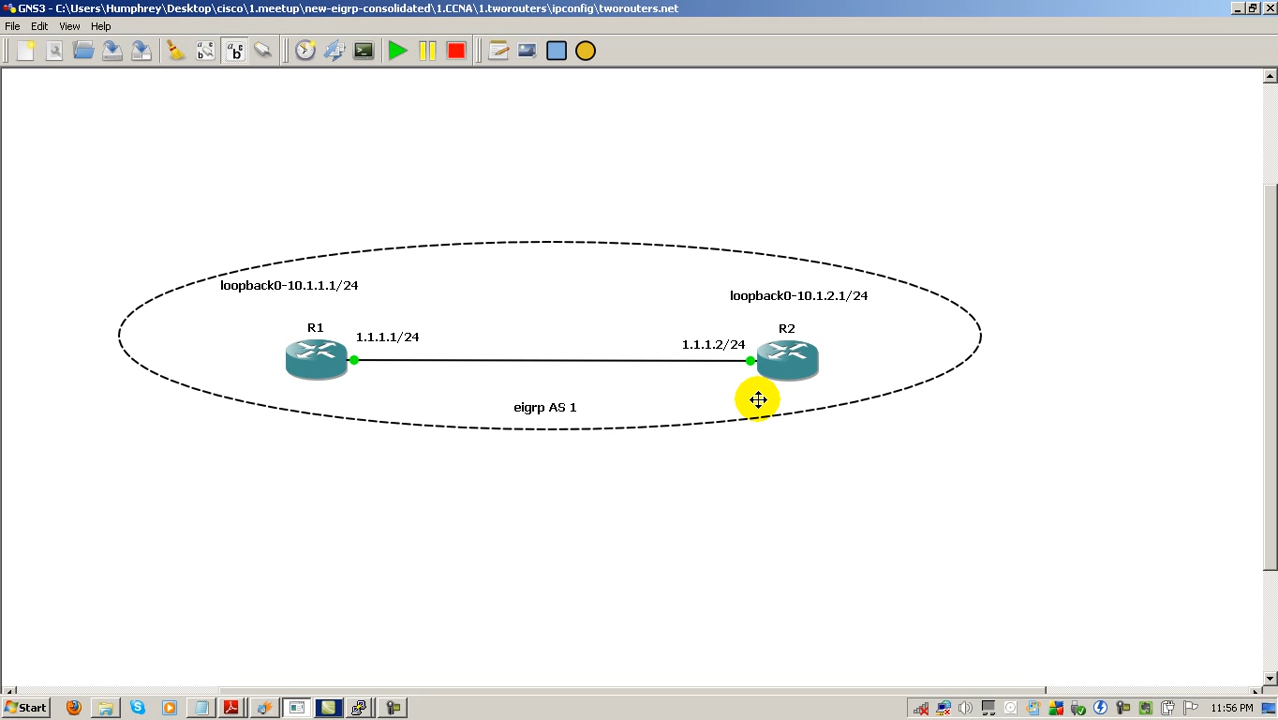 GNS3 - C:\Users\Humphrey\Desktop\cisco\1.meetup\new-eigrp-consolidated\1.CCNA\1.tworouters\ipconfig\tworouters.net
File Edit View Help
loopback0-10.1.1.1/24
loopback0-10.1.2.1/24
R1
R2
1.1.1.1/24
1.1.1.2/24
eigrp AS 1
Start
11:56 PM